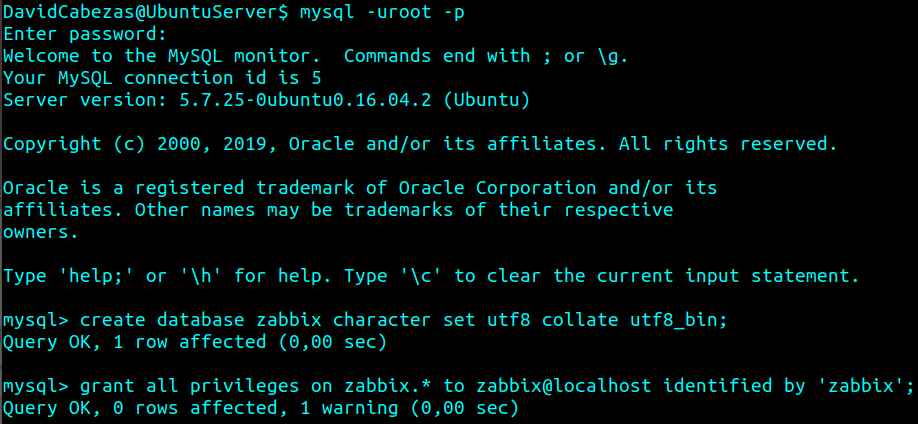 DavidCabezas@UbuntuServer$ mysql -uroot -p
Enter password:
Welcome to the MySQL monitor.  Commands end with ; or \g.
Your MySQL connection id is 5
Server version: 5.7.25-0ubuntu0.16.04.2 (Ubuntu)

Copyright (c) 2000, 2019, Oracle and/or its affiliates. All rights reserved.

Oracle is a registered trademark of Oracle Corporation and/or its
affiliates. Other names may be trademarks of their respective
owners.

Type 'help;' or '\h' for help. Type '\c' to clear the current input statement.

mysql> create database zabbix character set utf8 collate utf8_bin;
Query OK, 1 row affected (0,00 sec)

mysql> grant all privileges on zabbix.* to zabbix@localhost identified by 'zabbix';
Query OK, 0 rows affected, 1 warning (0,00 sec)